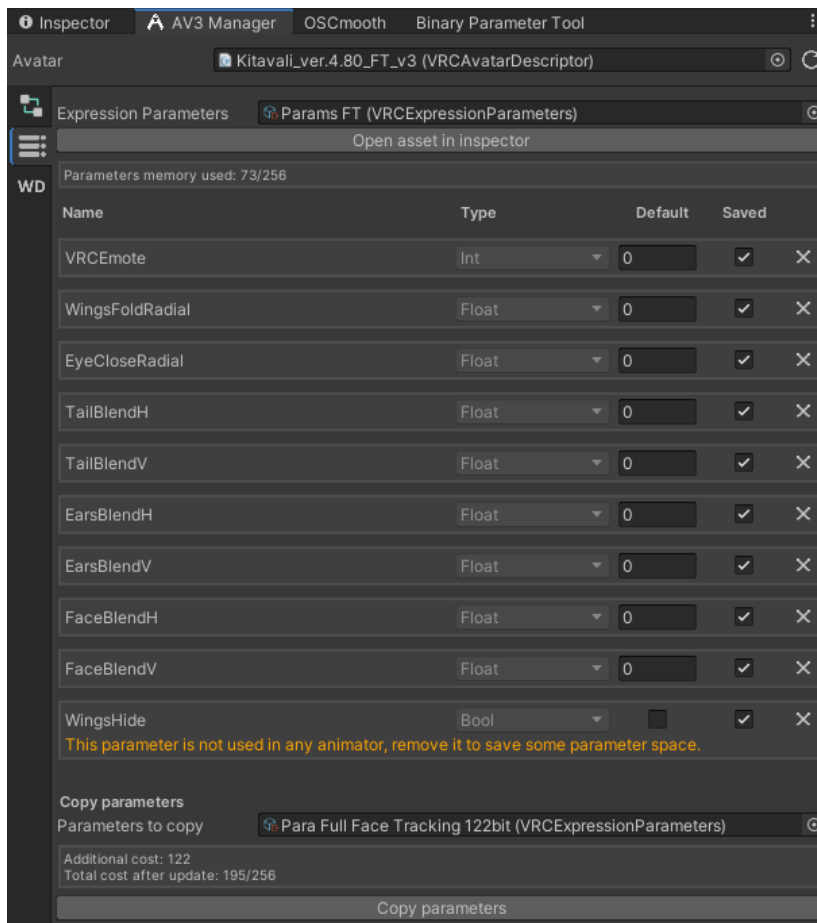 Inspector AV3 Manager OSCmooth Binary Parameter Tool
Avatar Kitavali_ver.4.80_FT_v3 (VRCAvatarDescriptor)
Expression Parameters Params FT (VRCExpressionParameters)
Open asset in inspector
WD
Parameters memory used: 73/256
Name Type Default Saved
VRCEmote Int 0
WingsFoldRadial Float 0
EyeCloseRadial Float 0
TailBlendH Float 0
TailBlendV Float 0
EarsBlendH Float 0
EarsBlendV Float 0
FaceBlendH Float 0
FaceBlendV Float 0
WingsHide Bool
This parameter is not used in any animator, remove it to save some parameter space.
Copy parameters
Parameters to copy Para Full Face Tracking 122bit (VRCExpressionParameters)
Additional cost: 122
Total cost after update: 195/256
Copy parameters